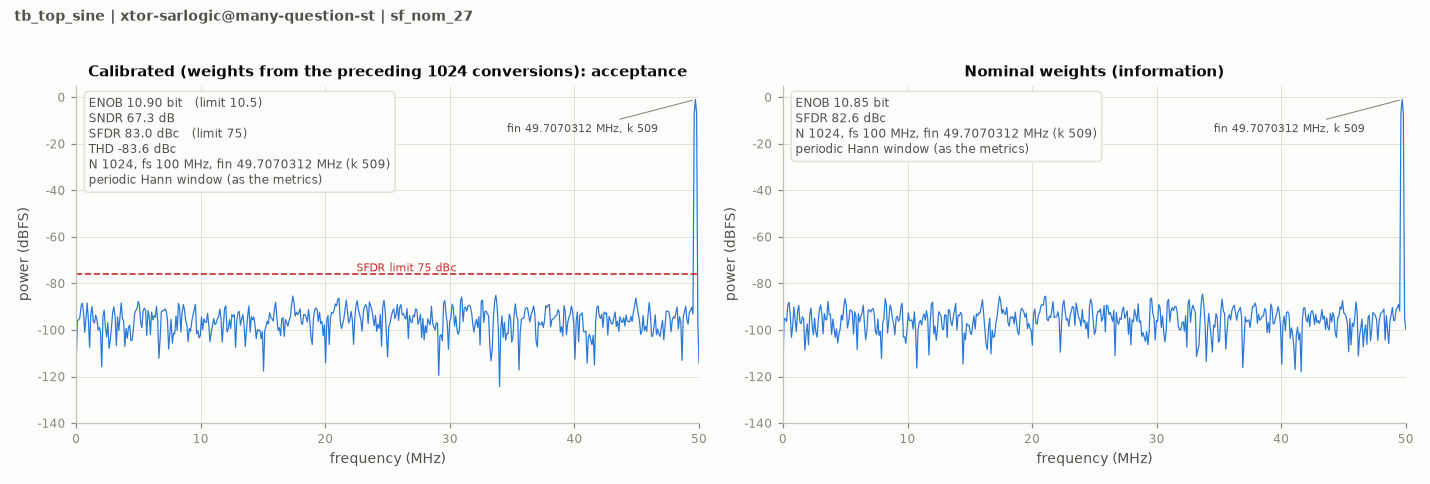 tb_top_sine | xtor-sarlogic@many-question-st | sf_nom_27
Calibrated (weights from the preceding 1024 conversions): acceptance
ENOB 10.90 bit (limit 10.5)
SNDR 67.3 dB
SFDR 83.0 dBc (limit 75)
THD -83.6 dBc
N 1024, fs 100 MHz, fin 49.7070312 MHz (k 509)
periodic Hann window (as the metrics)
fin 49.7070312 MHz, k 509
SFDR limit 75 dBc
power (dBFS)
0
-20
-40
-60
-80
-100
-120
-140
0 10 20 30 40 50
frequency (MHz)
Nominal weights (information)
ENOB 10.85 bit
SFDR 82.6 dBc
N 1024, fs 100 MHz, fin 49.7070312 MHz (k 509)
periodic Hann window (as the metrics)
fin 49.7070312 MHz, k 509
power (dBFS)
0
-20
-40
-60
-80
-100
-120
-140
0 10 20 30 40 50
frequency (MHz)